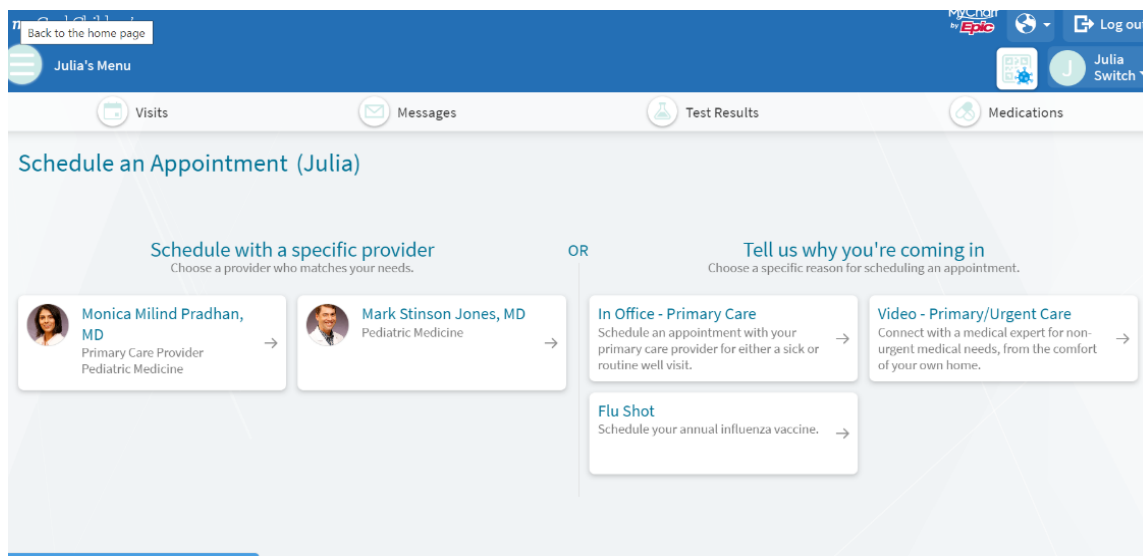 MyChart
by Epic
Log out
Back to the home page
Julia's Menu
J
Julia
Switch
Visits
Messages
Test Results
Medications
Schedule an Appointment (Julia)
Schedule with a specific provider
Choose a provider who matches your needs.
OR
Tell us why you're coming in
Choose a specific reason for scheduling an appointment.
Monica Milind Pradhan,
MD
Primary Care Provider
Pediatric Medicine
Mark Stinson Jones, MD
Pediatric Medicine
In Office - Primary Care
Schedule an appointment with your
primary care provider for either a sick or
routine well visit.
Video - Primary/Urgent Care
Connect with a medical expert for non-
urgent medical needs, from the comfort
of your own home.
Flu Shot
Schedule your annual influenza vaccine.